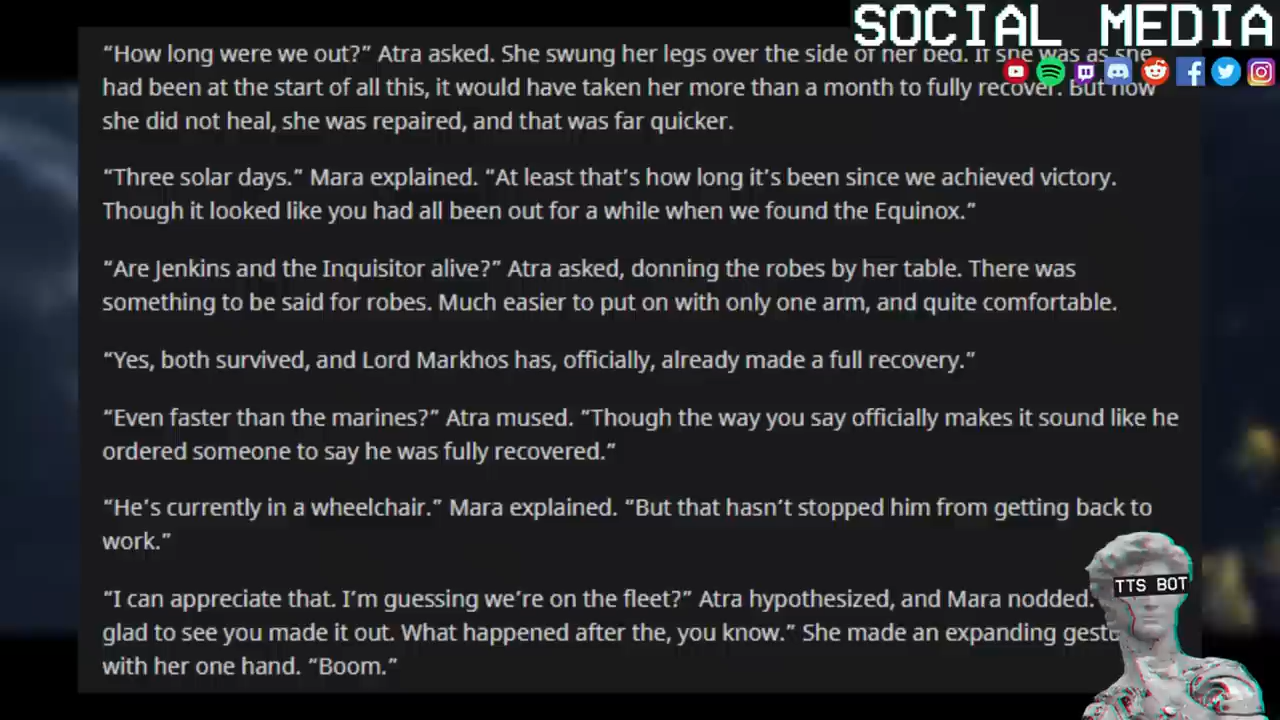 SOCIAL MEDIA
“How long were we out?” Atra asked. She swung her legs over the side of her bed. If she was as she
had been at the start of all this, it would have taken her more than a month to fully recover. But now
she did not heal, she was repaired, and that was far quicker.
“Three solar days.” Mara explained. “At least that’s how long it’s been since we achieved victory.
Though it looked like you had all been out for a while when we found the Equinox.”
“Are Jenkins and the Inquisitor alive?” Atra asked, donning the robes by her table. There was
something to be said for robes. Much easier to put on with only one arm, and quite comfortable.
“Yes, both survived, and Lord Markhos has, officially, already made a full recovery.”
“Even faster than the marines?” Atra mused. “Though the way you say officially makes it sound like he
ordered someone to say he was fully recovered.”
“He’s currently in a wheelchair.” Mara explained. “But that hasn’t stopped him from getting back to
work.”
“I can appreciate that. I’m guessing we’re on the fleet?” Atra hypothesized, and Mara nodded.
glad to see you made it out. What happened after the, you know.” She made an expanding
with her one hand. “Boom.”
TTS BOT